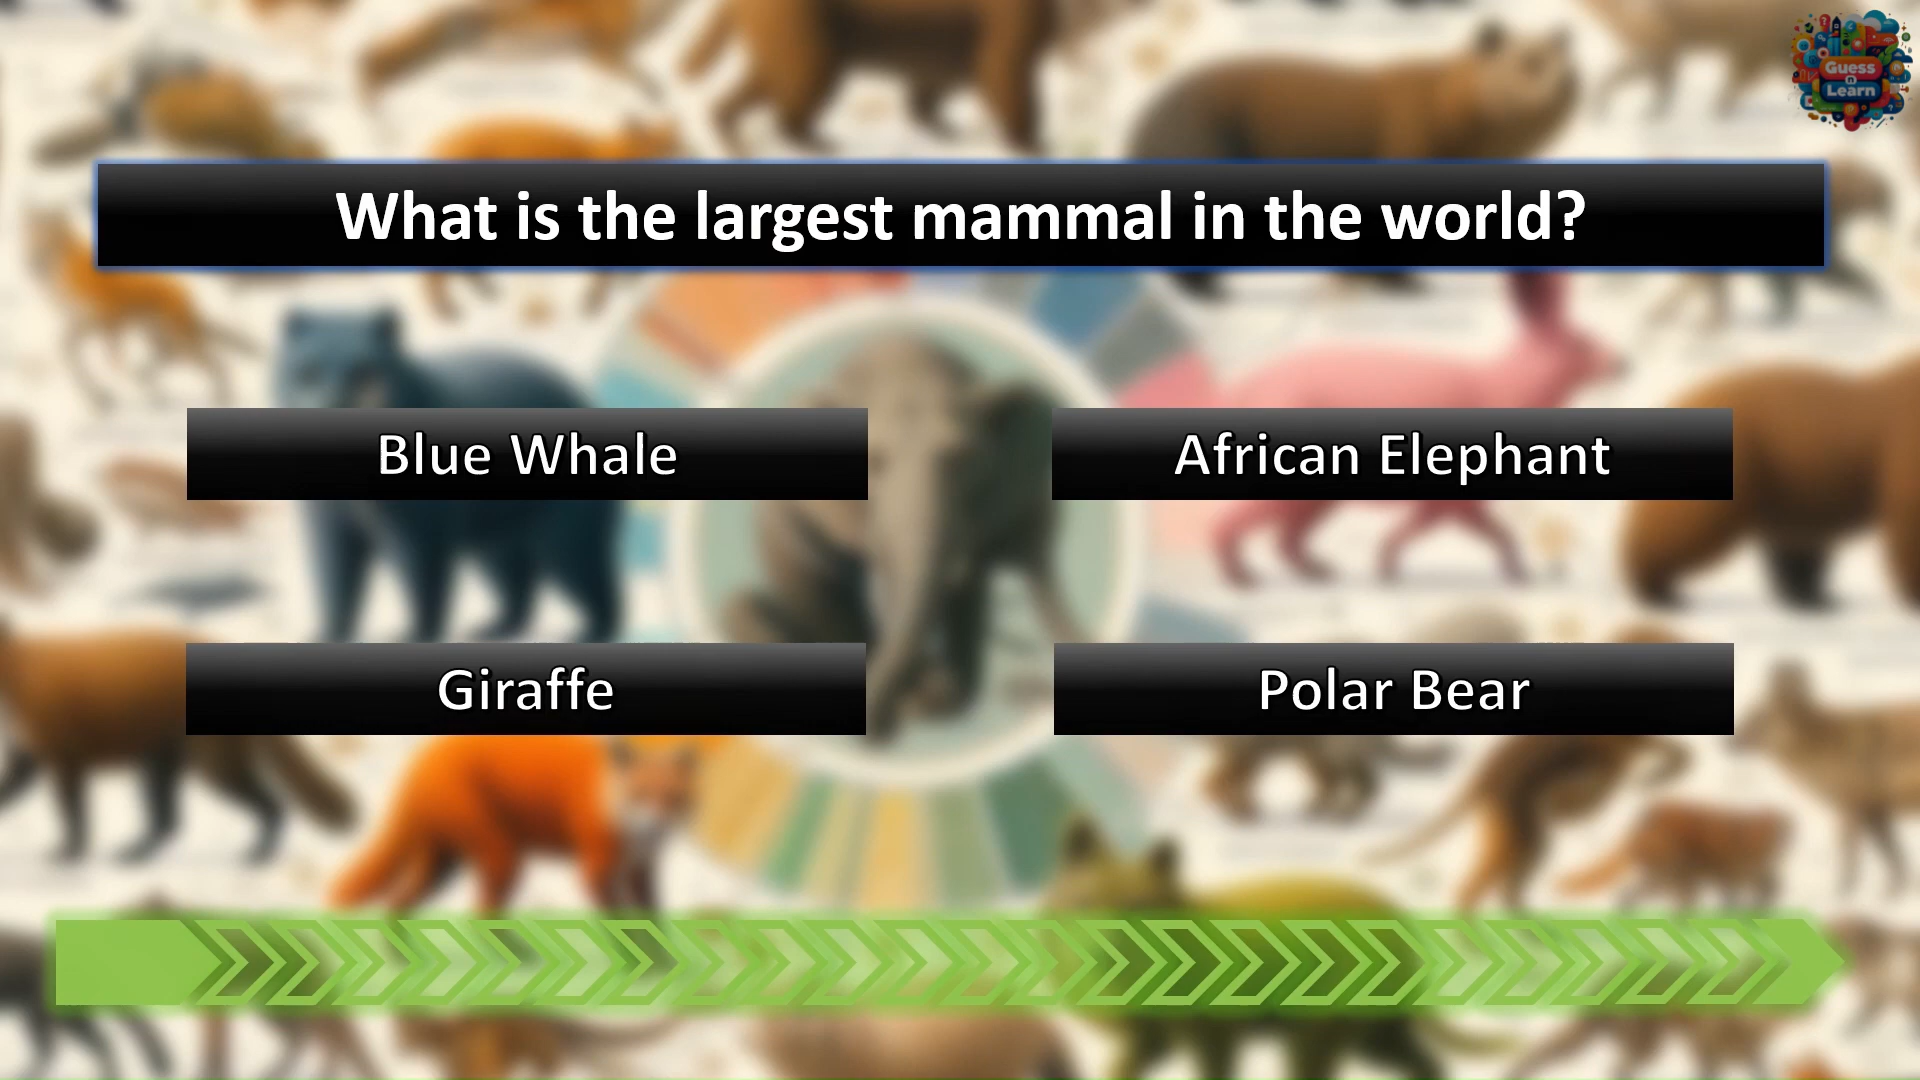 Guess
n
Learn
What is the largest mammal in the world?
Blue Whale
African Elephant
Giraffe
Polar Bear